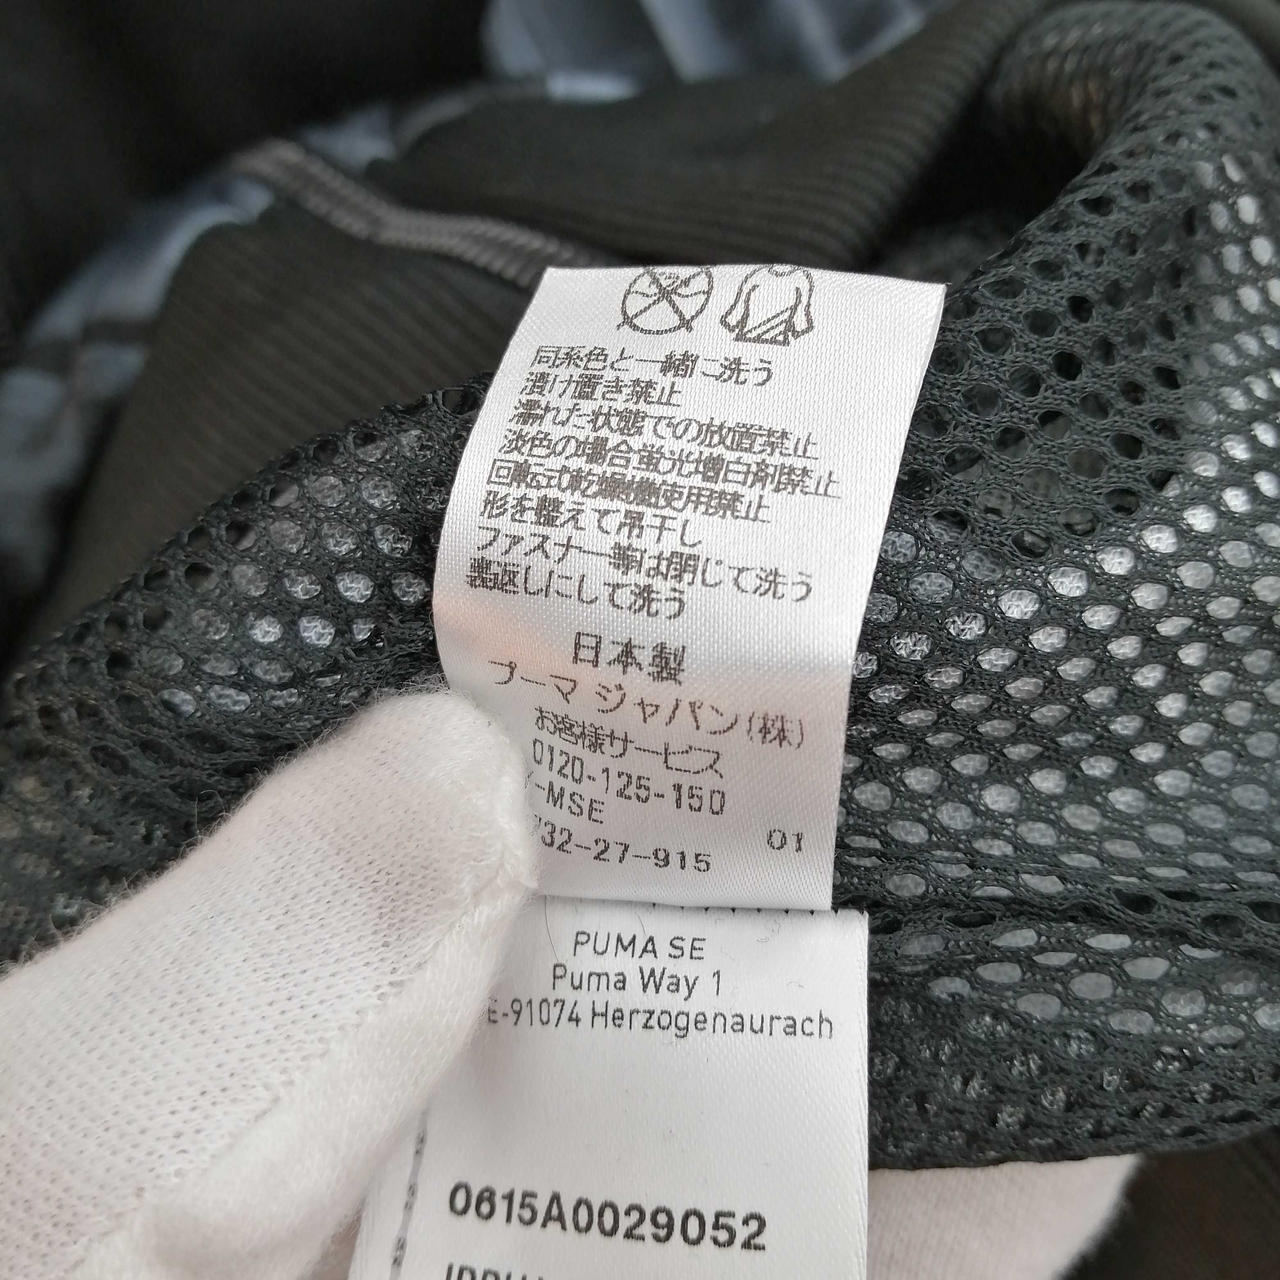 同系色と一緒に洗う
漬け置き禁止
濡れた状態での放置禁止
淡色の場合蛍光増白剤禁止
回転式乾燥機使用禁止
形を整えて吊干し
ファスナー等は閉じて洗う
裏返しにして洗う
日本製
プーマ ジャパン(株)
お客様サービス
0120-125-150
-MSE
732-27-915 01
PUMA SE
Puma Way 1
E-91074 Herzogenaurach
0615A0029052